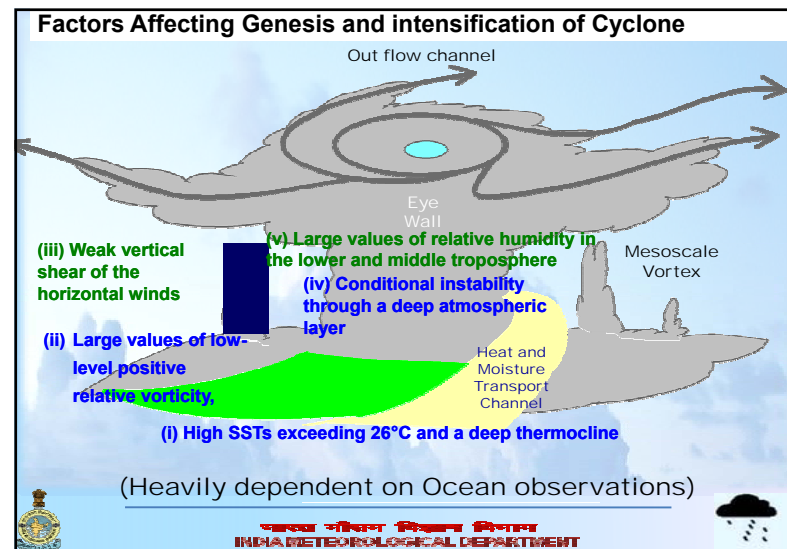 Factors Affecting Genesis and intensification of Cyclone
Out flow channel
Eye
Wall
(iii) Weak vertical
shear of the
horizontal winds
(v) Large values of relative humidity in
the lower and middle troposphere
Mesoscale
Vortex
(iv) Conditional instability
through a deep atmospheric
layer
(ii) Large values of low-
level positive
relative vorticity,
Heat and
Moisture
Transport
Channel
(i) High SSTs exceeding 26°C and a deep thermocline
(Heavily dependent on Ocean observations)
भारत मौसम विज्ञान विभाग
INDIA METEOROLOGICAL DEPARTMENT